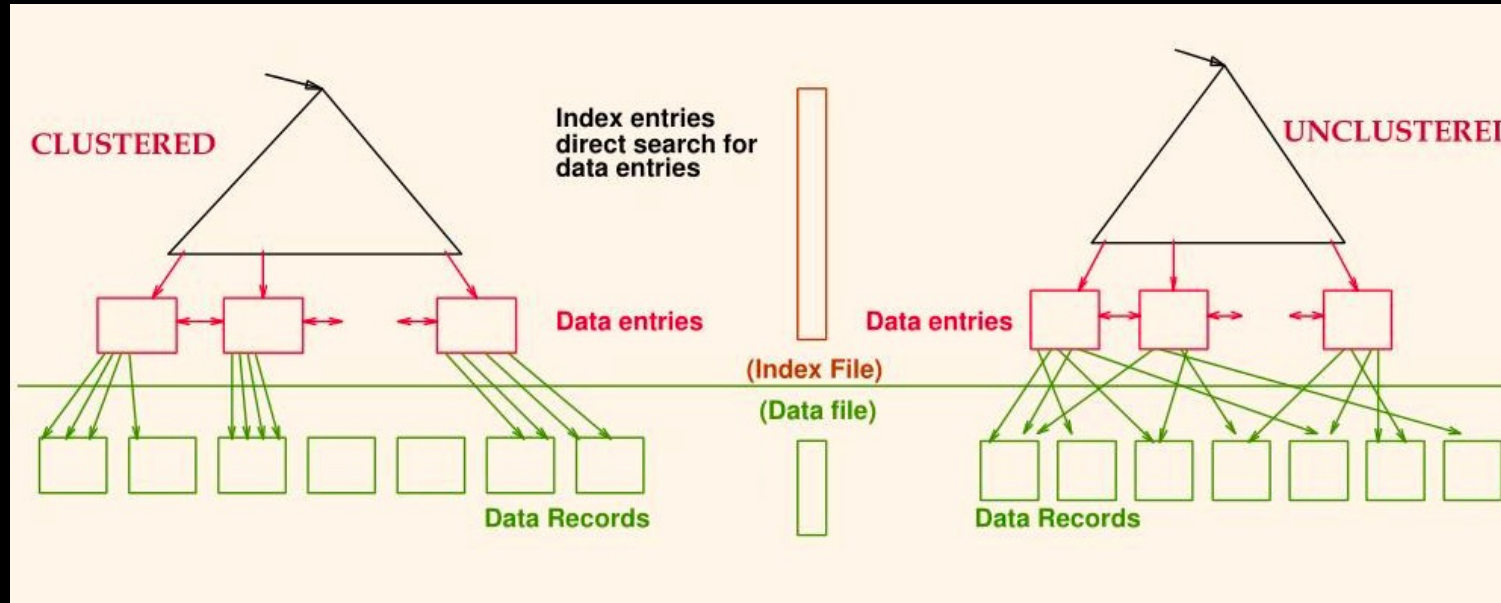 CLUSTERED
Index entries
direct search for
data entries
UNCLUSTERED
Data entries
Data entries
(Index File)
(Data file)
Data Records
Data Records